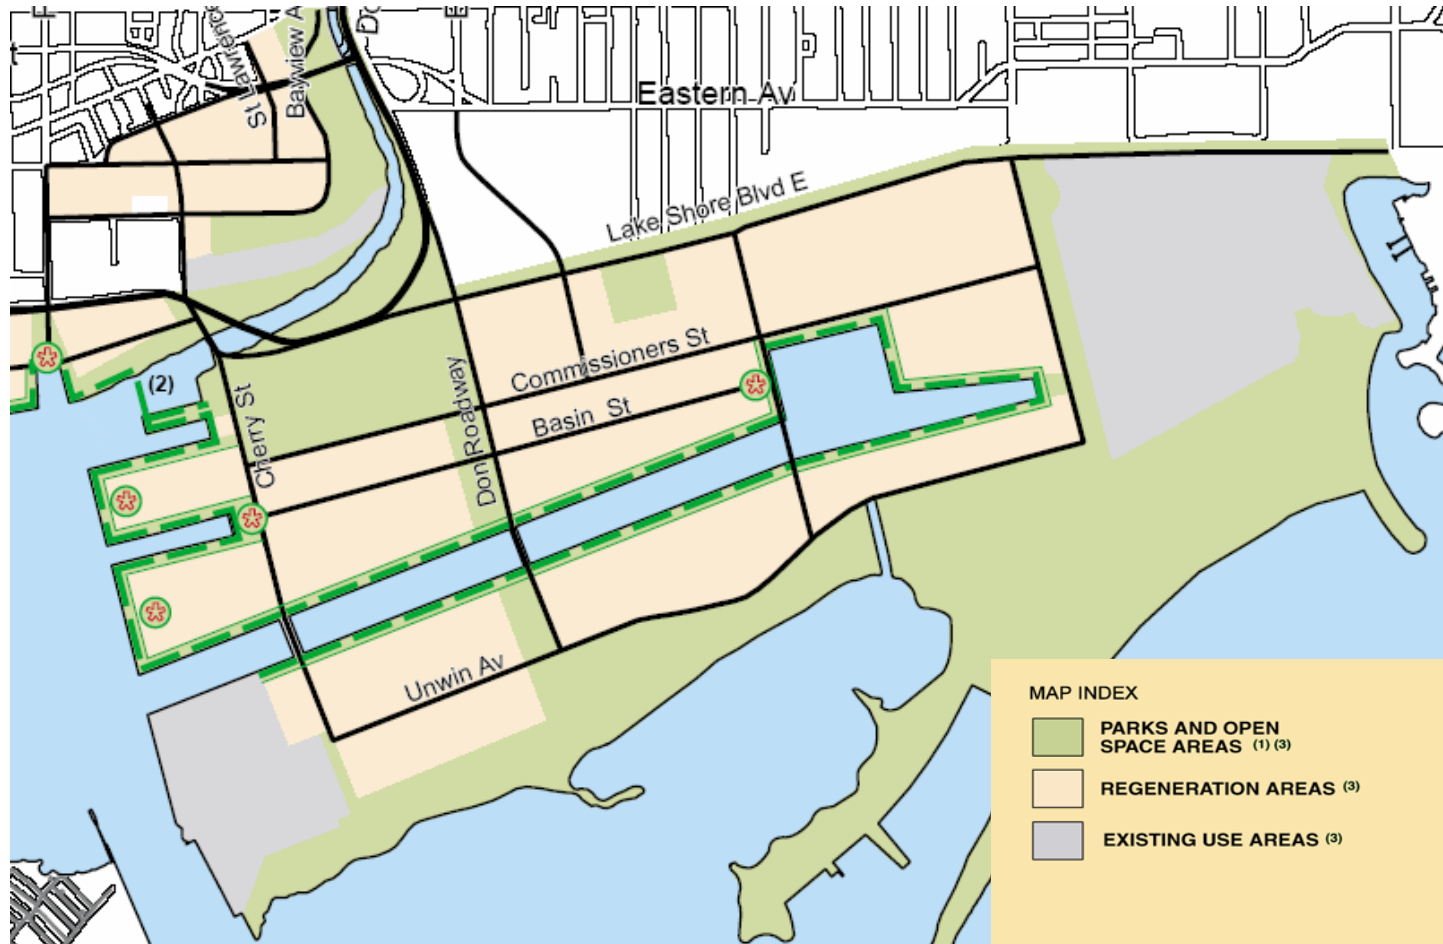 St Lawrence
Bayview A
Do
Eastern Av
Lake Shore Blvd E
(2)
Commissioners St
Cherry St
Don Roadway
Basin St
Unwin Av
MAP INDEX
PARKS AND OPEN
SPACE AREAS (1) (3)
REGENERATION AREAS (3)
EXISTING USE AREAS (3)